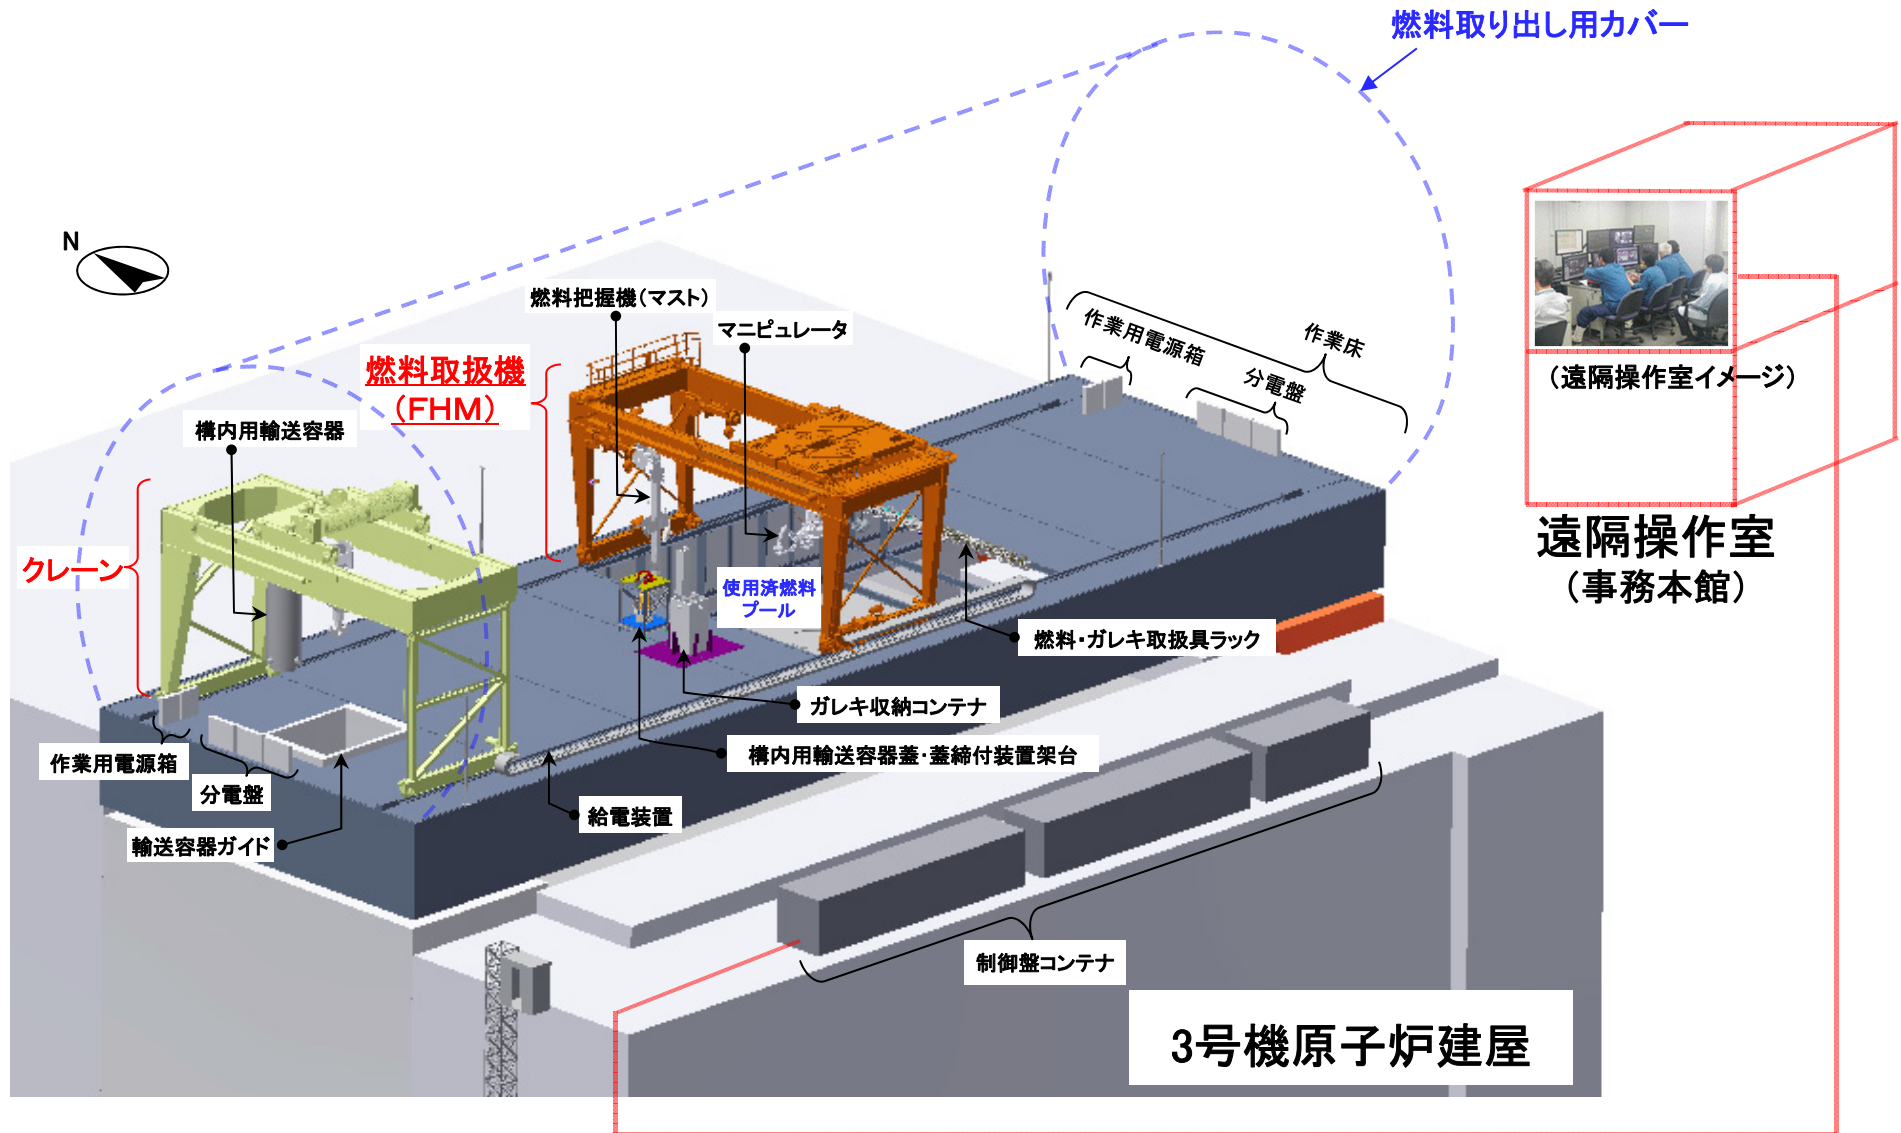 燃料取り出し用カバー
N
燃料把握機(マスト)
マニピュレータ
作業用電源箱
作業床
分電盤
燃料取扱機
(FHM)
構内用輸送容器
クレーン
(遠隔操作室イメージ)
遠隔操作室
(事務本館)
使用済燃料
プール
燃料・ガレキ取扱具ラック
ガレキ収納コンテナ
構内用輸送容器蓋・蓋締付装置架台
作業用電源箱
分電盤
給電装置
輸送容器ガイド
制御盤コンテナ
3号機原子炉建屋